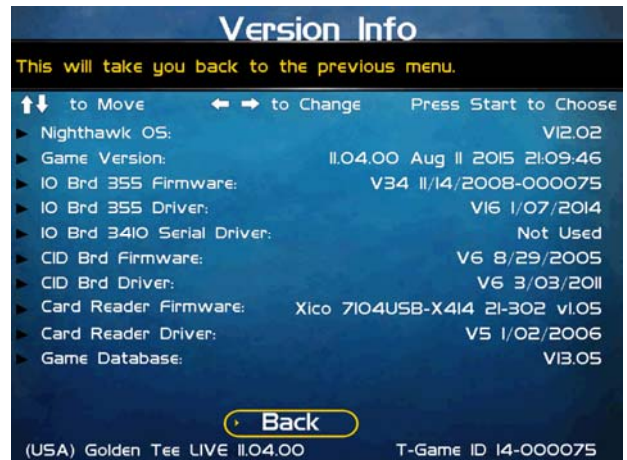 Version Info
This will take you back to the previous menu.
to Move to Change Press Start to Choose
Nighthawk OS: V12.02
Game Version: 11.04.00 Aug 11 2015 21:09:46
IO Brd 355 Firmware: V34 11/14/2008-000075
IO Brd 355 Driver: V16 1/07/2014
IO Brd 3410 Serial Driver: Not Used
CID Brd Firmware: V6 8/29/2005
CID Brd Driver: V6 3/03/2011
Card Reader Firmware: Xico 7104USB-X414 21-302 v1.05
Card Reader Driver: V5 1/02/2006
Game Database: V13.05
Back
(USA) Golden Tee LIVE 11.04.00 T-Game ID 14-000075